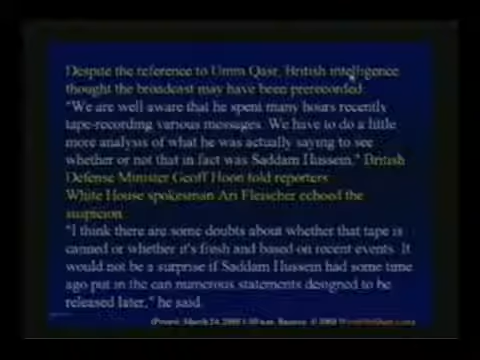 Despite the reference to Umm Qasr, British intelligence
thought the broadcast may have been prerecorded.
"We are well aware that he spent many hours recently
tape-recording various messages. We have to do a little
more analysis of what he was actually saying to see
whether or not that in fact was Saddam Hussein," British
Defense Minister Geoff Hoon told reporters.
White House spokesman Ari Fleischer echoed the
suspicion.
"I think there are some doubts about whether that tape is
canned or whether it's fresh and based on recent events. It
would not be a surprise if Saddam Hussein had some time
ago put in the can numerous statements designed to be
released later," he said.
March 24,